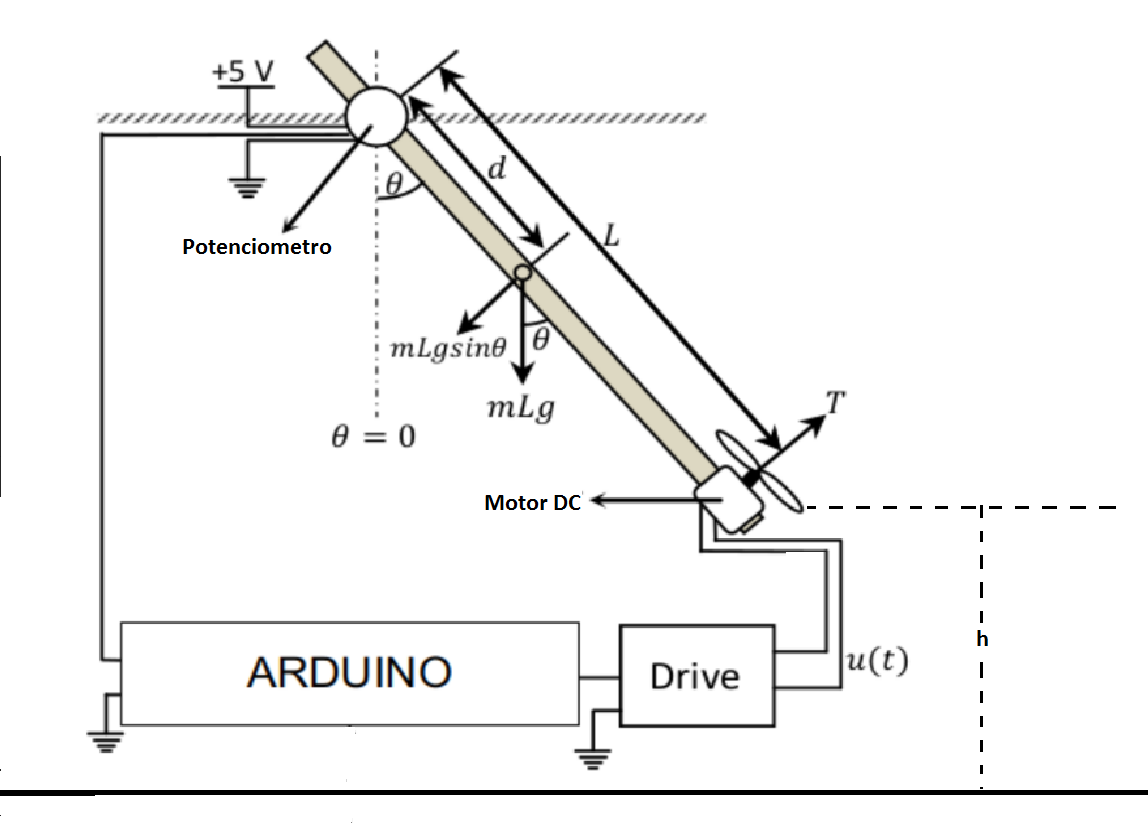 +5 V
d
θ
L
Potenciometro
mLgsinθ
θ
mLg
T
θ = 0
Motor DC
h
ARDUINO
Drive
u(t)